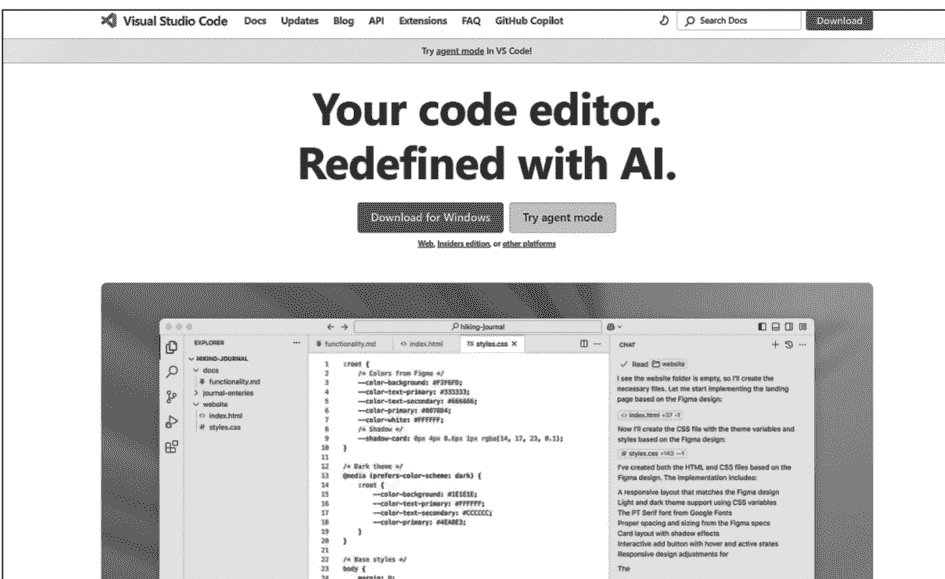 Visual Studio Code Docs Updates Blog API Extensions FAQ GitHub Copilot Search Docs Download
Try agent mode in VS Code!
Your code editor.
Redefined with AI.
Download for Windows Try agent mode
Web, Insiders edition, or other platforms
hiking-journal
EXPLORER
HIKING-JOURNAL
docs
functionality.md
journal-enteries
website
index.html
styles.css
functionality.md index.html styles.css
1 :root {
2 /* Colors from Figma */
3 --color-background: #F2F6F0;
4 --color-text-primary: #333333;
5 --color-text-secondary: #666666;
6 --color-primary: #0078D4;
7 --color-white: #FFFFFF;
8 /* Shadow */
9 --shadow-card: 0px 4px 8.6px 1px rgba(14, 17, 23, 0.1);
10 }
11
12 /* Dark theme */
13 @media (prefers-color-scheme: dark) {
14 :root {
15 --color-background: #1E1E1E;
16 --color-text-primary: #FFFFFF;
17 --color-text-secondary: #CCCCCC;
18 --color-primary: #4EA0E3;
19 }
20 }
21
22 /* Base styles */
23 body {
24 margin: 0;
CHAT
Read website
I see the website folder is empty, so I'll create the
necessary files. Let me start implementing the landing
page based on the Figma design:
index.html +37 -1
Now I'll create the CSS file with the theme variables and
styles based on the Figma design:
# styles.css +143 -1
I've created both the HTML and CSS files based on the
Figma design. The implementation includes:
A responsive layout that matches the Figma design
Light and dark theme support using CSS variables
The PT Serif font from Google Fonts
Proper spacing and sizing from the Figma specs
Card layout with shadow effects
Interactive add button with hover and active states
Responsive design adjustments for
The